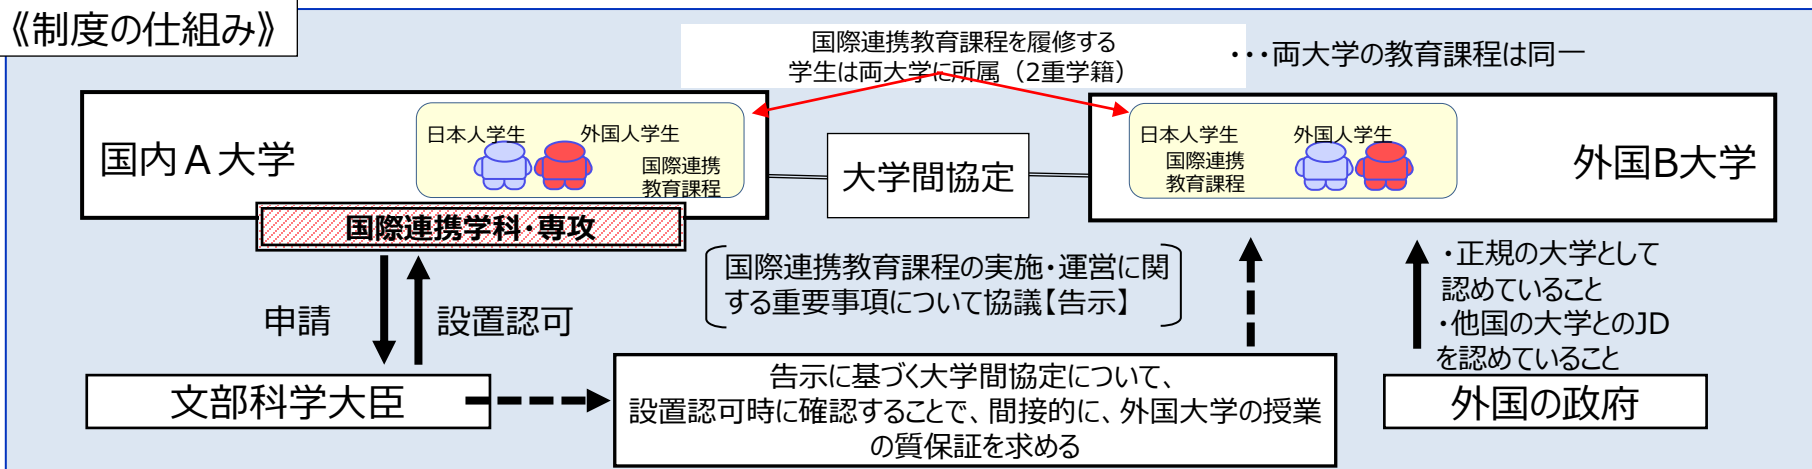 《制度の仕組み》
国際連携教育課程を履修する
学生は両大学に所属（2重学籍）
・・・両大学の教育課程は同一
国内Ａ大学
日本人学生
外国人学生
国際連携
教育課程
国際連携学科・専攻
大学間協定
日本人学生
外国人学生
国際連携
教育課程
外国B大学
国際連携教育課程の実施・運営に関
する重要事項について協議【告示】
申請
設置認可
・正規の大学として
認めていること
・他国の大学とのJD
を認めていること
文部科学大臣
告示に基づく大学間協定について、
設置認可時に確認することで、間接的に、外国大学の授業
の質保証を求める
外国の政府